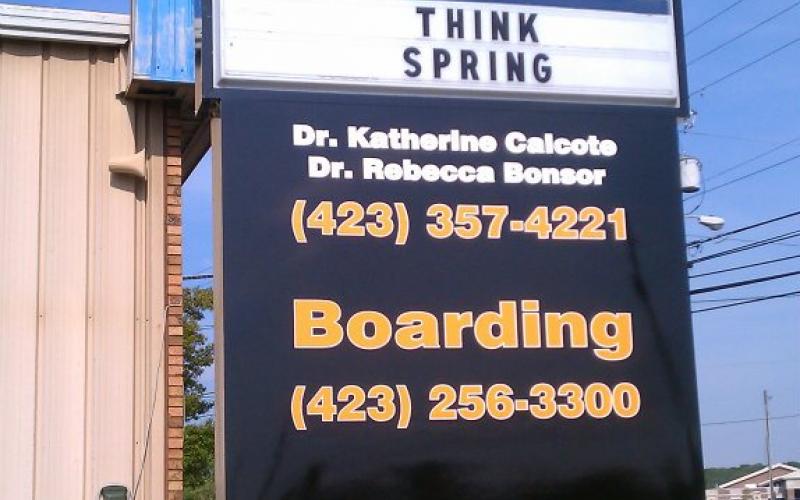 THINK
SPRING
Dr. Katherine Calcote
Dr. Rebecca Bonsor
(423) 357-4221
Boarding
(423) 256-3300